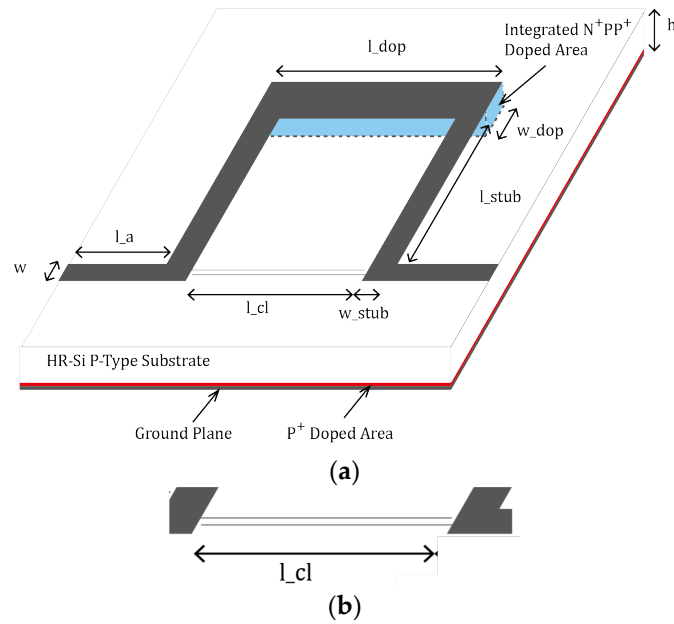 Integrated N⁺PP⁺
Doped Area
h
l_dop
w_dop
l_stub
l_a
w
l_cl
w_stub
HR-Si P-Type Substrate
Ground Plane
P⁺ Doped Area
(a)
l_cl
(b)